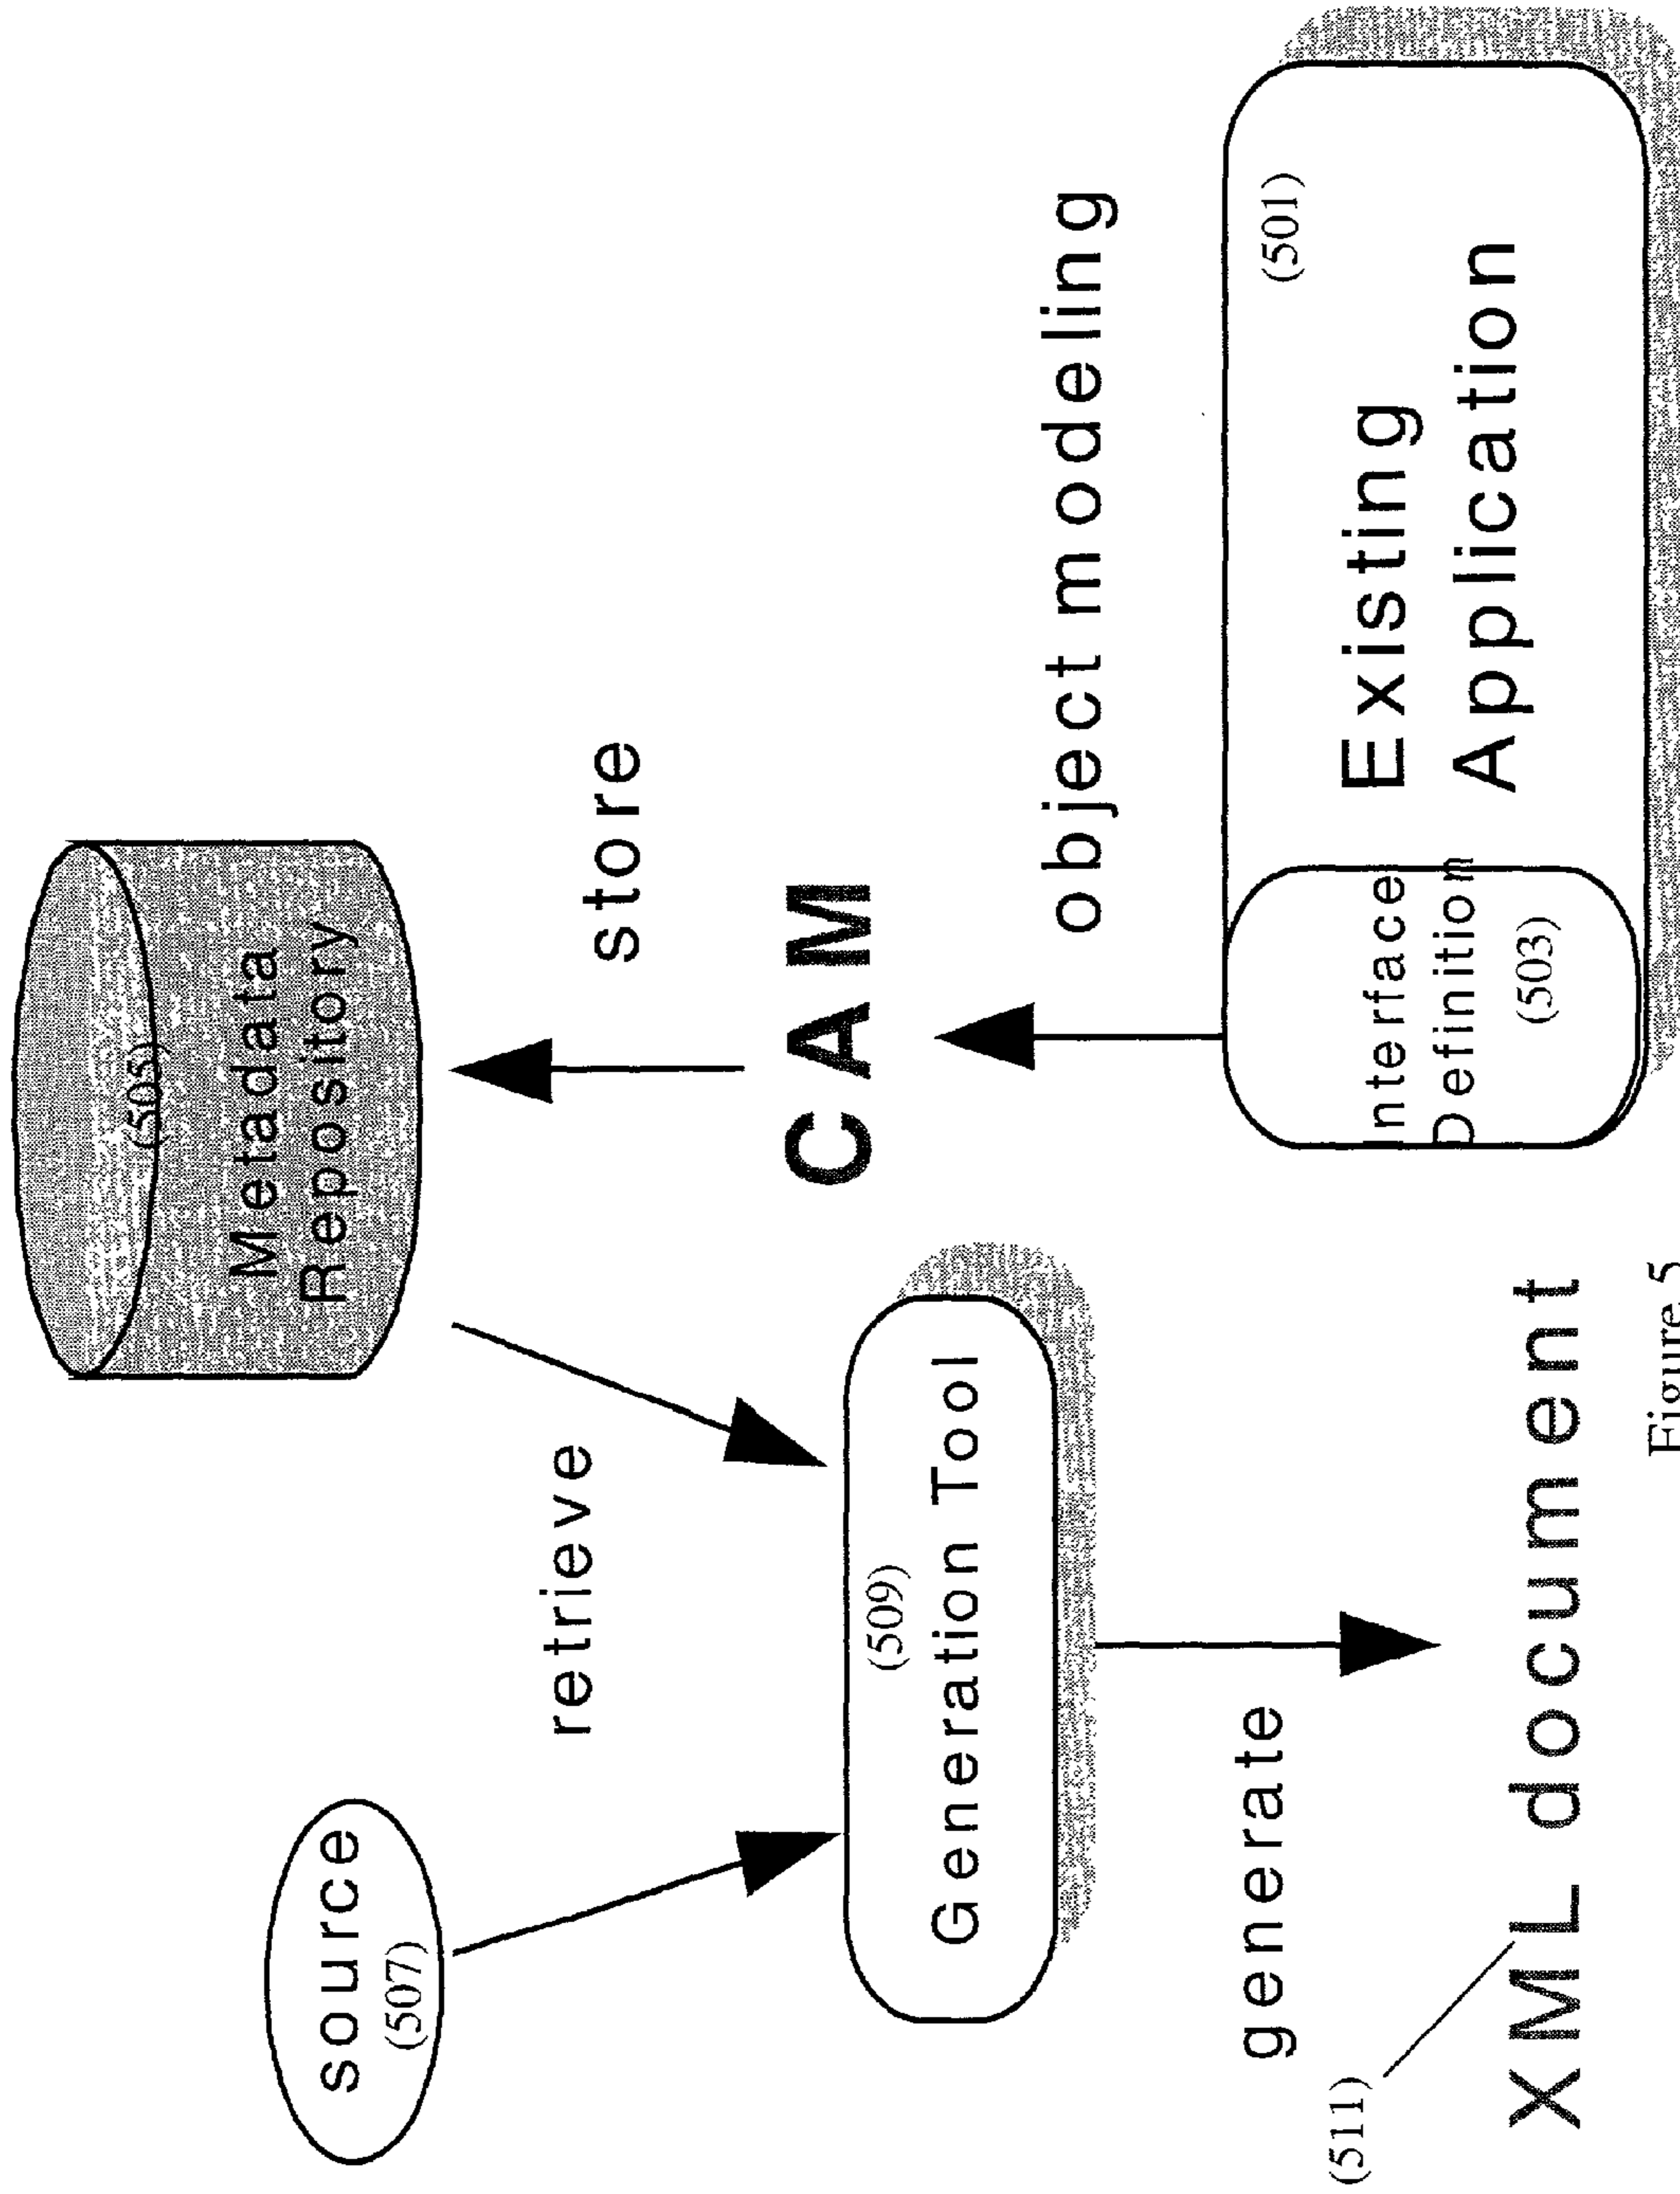 source
(507)
(505)
Metadata
Repository
retrieve
store
(509)
Generation Tool
CAM
generate
object modeling
(511)
XML document
Interface
Definition
(503)
(501)
Existing
Application
Figure 5